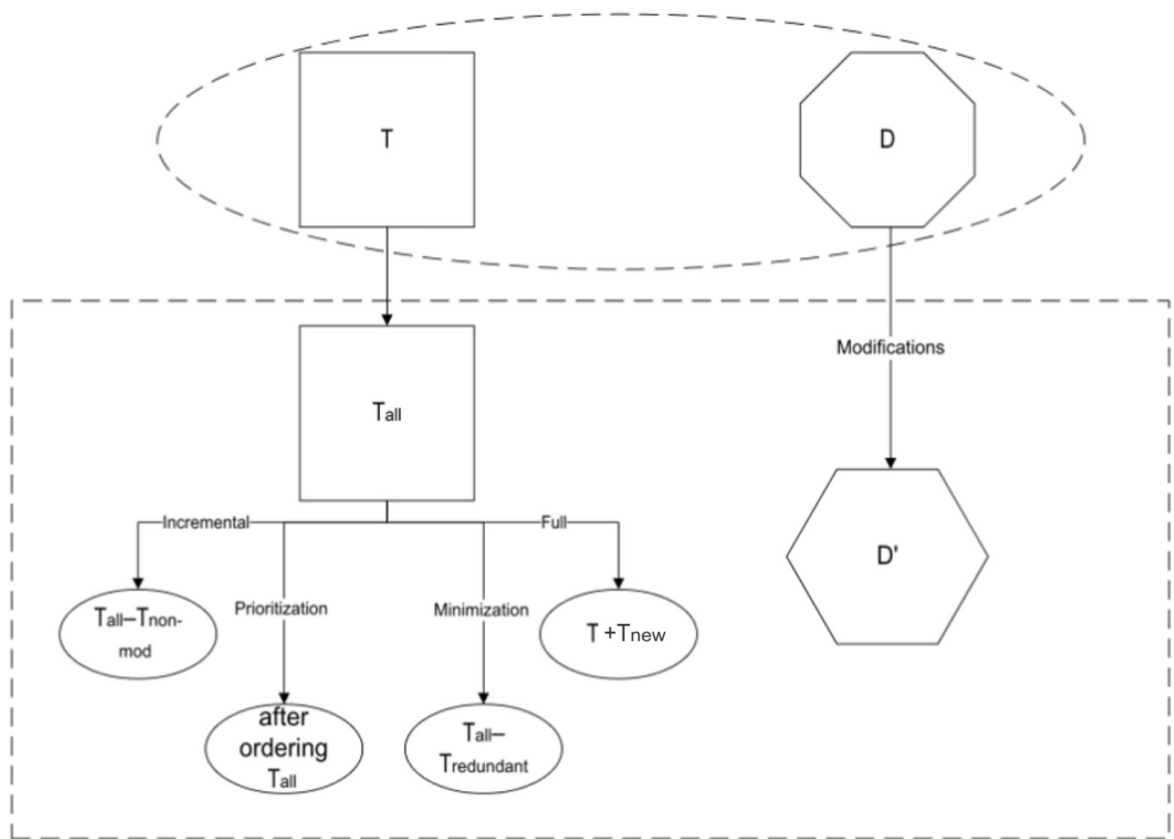 T
D
Modifications
Tall
Incremental
Full
D'
Prioritization
Minimization
Tall–Tnon-
mod
T +Tnew
after
ordering
Tall
Tall–
Tredundant